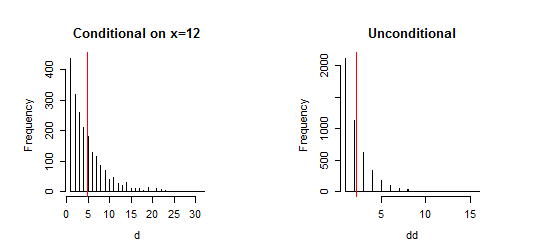 Conditional on x=12
Unconditional
Frequency
0 100 200 300 400
0 5 10 15 20 25 30
d
Frequency
0 500 1000 2000
5 10 15
dd